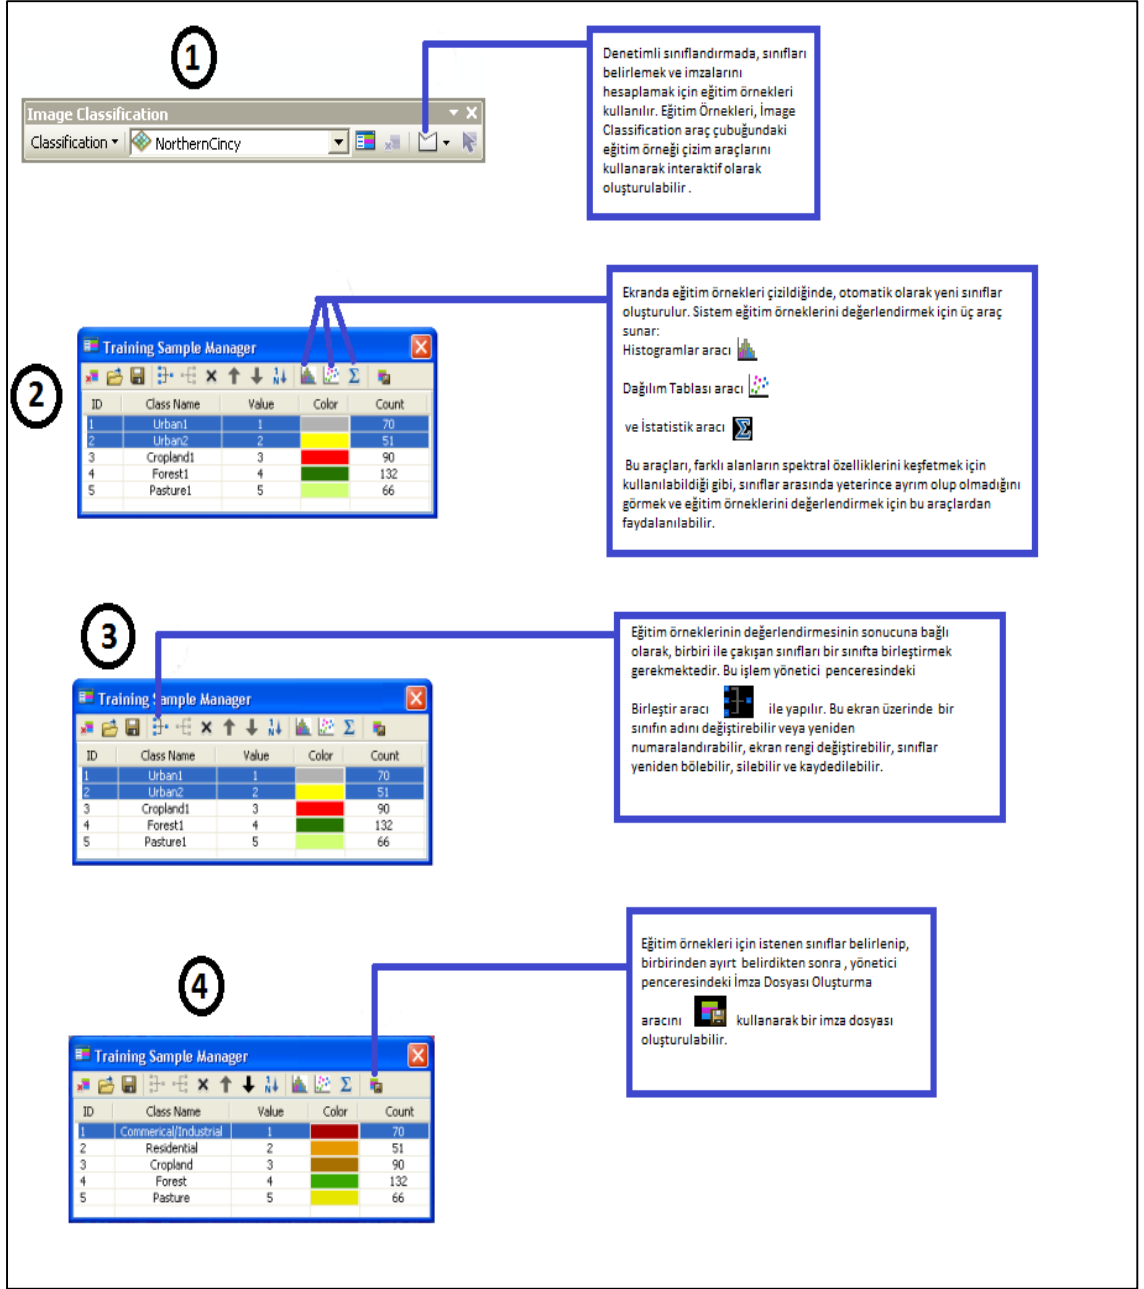 1
Image Classification
Classification
NorthernCincy
Denetimli sınıflandırmada, sınıfları
belirlemek ve imzalarını
hesaplamak için eğitim örnekleri
kullanılır. Eğitim Örnekleri, İmage
Classification araç çubuğundaki
eğitim örneği çizim araçlarını
kullanarak interaktif olarak
oluşturulabilir .
2
Training Sample Manager
ID Class Name Value Color Count
1 Urban1 1 70
2 Urban2 2 51
3 Cropland1 3 90
4 Forest1 4 132
5 Pasture1 5 66
Ekranda eğitim örnekleri çizildiğinde, otomatik olarak yeni sınıflar
oluşturulur. Sistem eğitim örneklerini değerlendirmek için üç araç
sunar:
Histogramlar aracı
Dağılım Tablası aracı
ve İstatistik aracı
Bu araçları, farklı alanların spektral özelliklerini keşfetmek için
kullanılabildiği gibi, sınıflar arasında yeterince ayrım olup olmadığını
görmek ve eğitim örneklerini değerlendirmek için bu araçlardan
faydalanılabilir.
3
Training Sample Manager
ID Class Name Value Color Count
1 Urban1 1 70
2 Urban2 2 51
3 Cropland1 3 90
4 Forest1 4 132
5 Pasture1 5 66
Eğitim örneklerinin değerlendirmesinin sonucuna bağlı
olarak, birbiri ile çakışan sınıfları bir sınıfta birleştirmek
gerekmektedir. Bu işlem yönetici penceresindeki
Birleştir aracı ile yapılır. Bu ekran üzerinde bir
sınıfın adını değiştirebilir veya yeniden
numaralandırabilir, ekran rengi değiştirebilir, sınıflar
yeniden bölebilir, silebilir ve kaydedilebilir.
4
Training Sample Manager
ID Class Name Value Color Count
1 Commerical/Industrial 1 70
2 Residential 2 51
3 Cropland 3 90
4 Forest 4 132
5 Pasture 5 66
Eğitim örnekleri için istenen sınıflar belirlenip,
birbirinden ayırt belirdikten sonra , yönetici
penceresindeki İmza Dosyası Oluşturma
aracını kullanarak bir imza dosyası
oluşturulabilir.